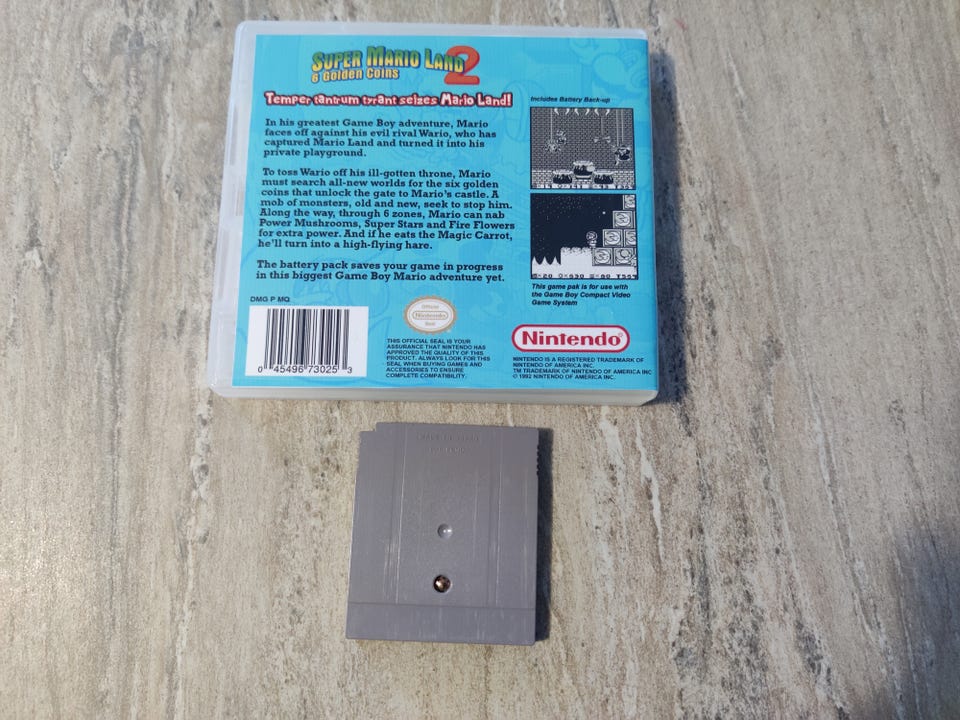 SUPER MARIO LAND 2
6 GOLDEN COINS
Temper tantrum tyrant seizes Mario Land!
In his greatest Game Boy adventure, Mario
faces off against his evil rival Wario, who has
captured Mario Land and turned it into his
private playground.
To toss Wario off his ill-gotten throne, Mario
must search all-new worlds for the six golden
coins that unlock the gate to Mario's castle. A
mob of monsters, old and new, seek to stop him.
Along the way, through 6 zones, Mario can nab
Power Mushrooms, Super Stars and Fire Flowers
for extra power. And if he eats the Magic Carrot,
he'll turn into a high-flying hare.
The battery pack saves your game in progress
in this biggest Game Boy Mario adventure yet.
Includes Battery Back-up
This game pak is for use with
the Game Boy Compact Video
Game System
DMG P MQ
0 45496 73025 3
Official
Nintendo
Seal
THIS OFFICIAL SEAL IS YOUR
ASSURANCE THAT NINTENDO HAS
APPROVED THE QUALITY OF THIS
PRODUCT. ALWAYS LOOK FOR THIS
SEAL WHEN BUYING GAMES AND
ACCESSORIES TO ENSURE
COMPLETE COMPATIBILITY.
Nintendo
NINTENDO IS A REGISTERED TRADEMARK OF
NINTENDO OF AMERICA INC.
TM TRADEMARK OF NINTENDO OF AMERICA INC
© 1992 NINTENDO OF AMERICA INC.